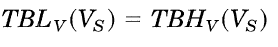 TBL_V(V_S) = TBH_V(V_S)